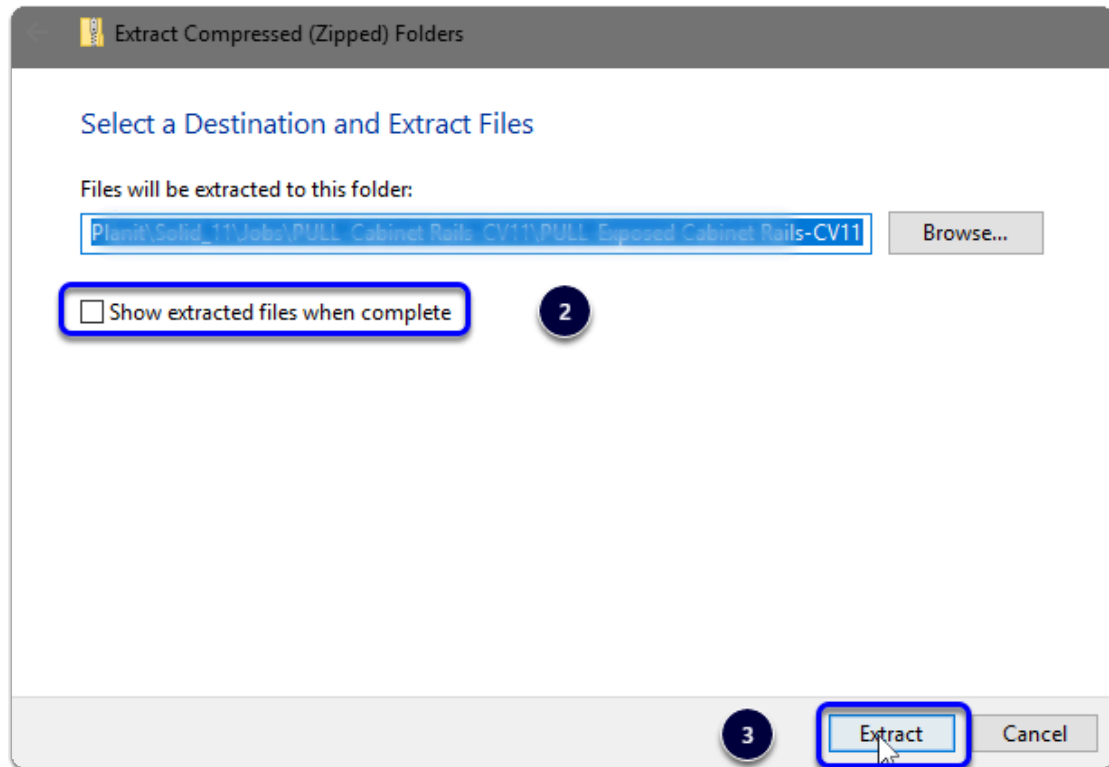 Extract Compressed (Zipped) Folders
Select a Destination and Extract Files
Files will be extracted to this folder:
Planit\Solid_11\Jobs\PULL Cabinet Rails CV11\PULL Exposed Cabinet Rails-CV11
Browse...
Show extracted files when complete
2
3
Extract
Cancel